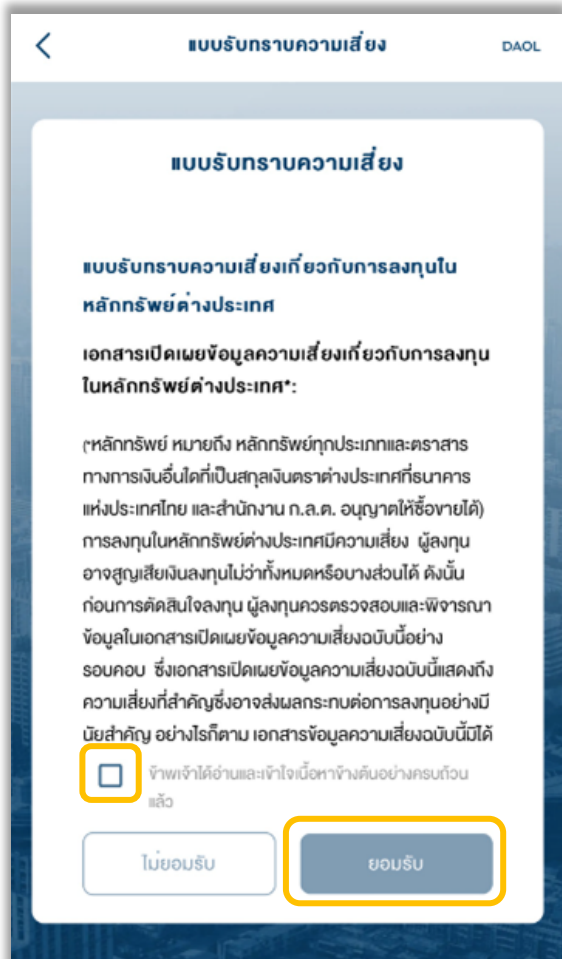 แบบรับทราบความเสี่ยง
DAOL
แบบรับทราบความเสี่ยง
แบบรับทราบความเสี่ยงเกี่ยวกับการลงทุนใน
หลักทรัพย์ต่างประเทศ
เอกสารเปิดเผยข้อมูลความเสี่ยงเกี่ยวกับการลงทุน
ในหลักทรัพย์ต่างประเทศ*:
(*หลักทรัพย์ หมายถึง หลักทรัพย์ทุกประเภทและตราสาร
ทางการเงินอื่นใดที่เป็นสกุลเงินตราต่างประเทศที่ธนาคาร
แห่งประเทศไทย และสำนักงาน ก.ล.ต. อนุญาตให้ซื้อขายได้)
การลงทุนในหลักทรัพย์ต่างประเทศมีความเสี่ยง ผู้ลงทุน
อาจสูญเสียเงินลงทุนไม่ว่าทั้งหมดหรือบางส่วนได้ ดังนั้น
ก่อนการตัดสินใจลงทุน ผู้ลงทุนควรตรวจสอบและพิจารณา
ข้อมูลในเอกสารเปิดเผยข้อมูลความเสี่ยงฉบับนี้อย่าง
รอบคอบ ซึ่งเอกสารเปิดเผยข้อมูลความเสี่ยงฉบับนี้แสดงถึง
ความเสี่ยงที่สำคัญซึ่งอาจส่งผลกระทบต่อการลงทุนอย่างมี
นัยสำคัญ อย่างไรก็ตาม เอกสารข้อมูลความเสี่ยงฉบับนี้มิได้
ข้าพเจ้าได้อ่านและเข้าใจเนื้อหาข้างต้นอย่างครบถ้วน
แล้ว
ไม่ยอมรับ
ยอมรับ